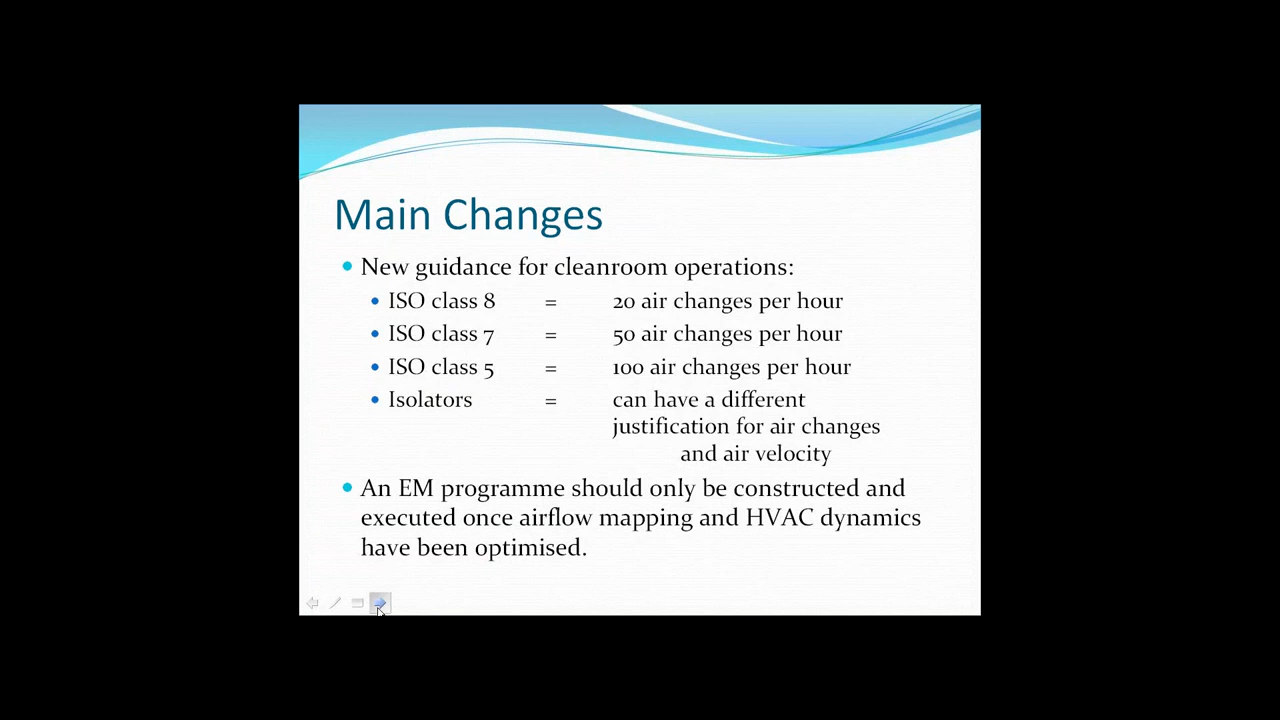 Main Changes
New guidance for cleanroom operations:
ISO class 8 = 20 air changes per hour
ISO class 7 = 50 air changes per hour
ISO class 5 = 100 air changes per hour
Isolators = can have a different
justification for air changes
and air velocity
An EM programme should only be constructed and
executed once airflow mapping and HVAC dynamics
have been optimised.